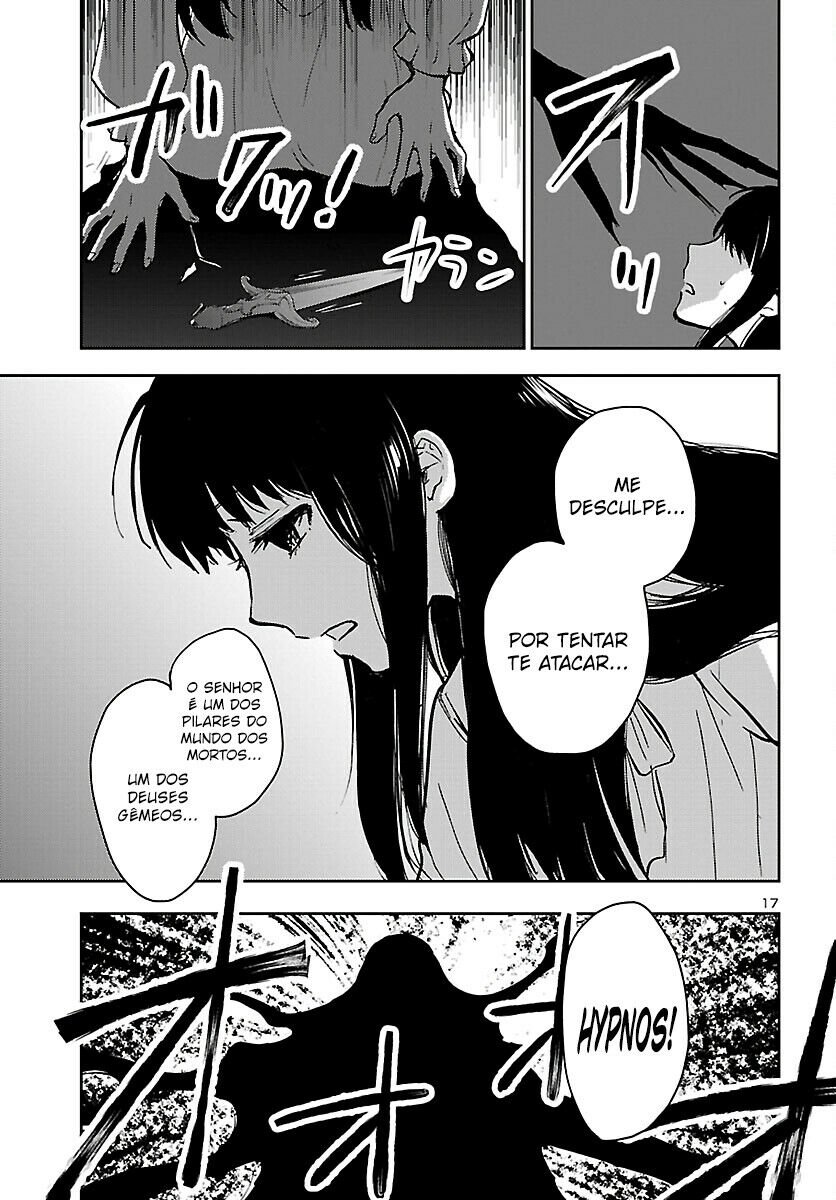 スッ
ガクッ!
カラン
ME
DESCULPE...
POR TENTAR
TE ATACAR...
O SENHOR
É UM DOS
PILARES DO
MUNDO DOS
MORTOS...
UM DOS
DEUSES
GÊMEOS...
17
HYPNOS!
オオオオ